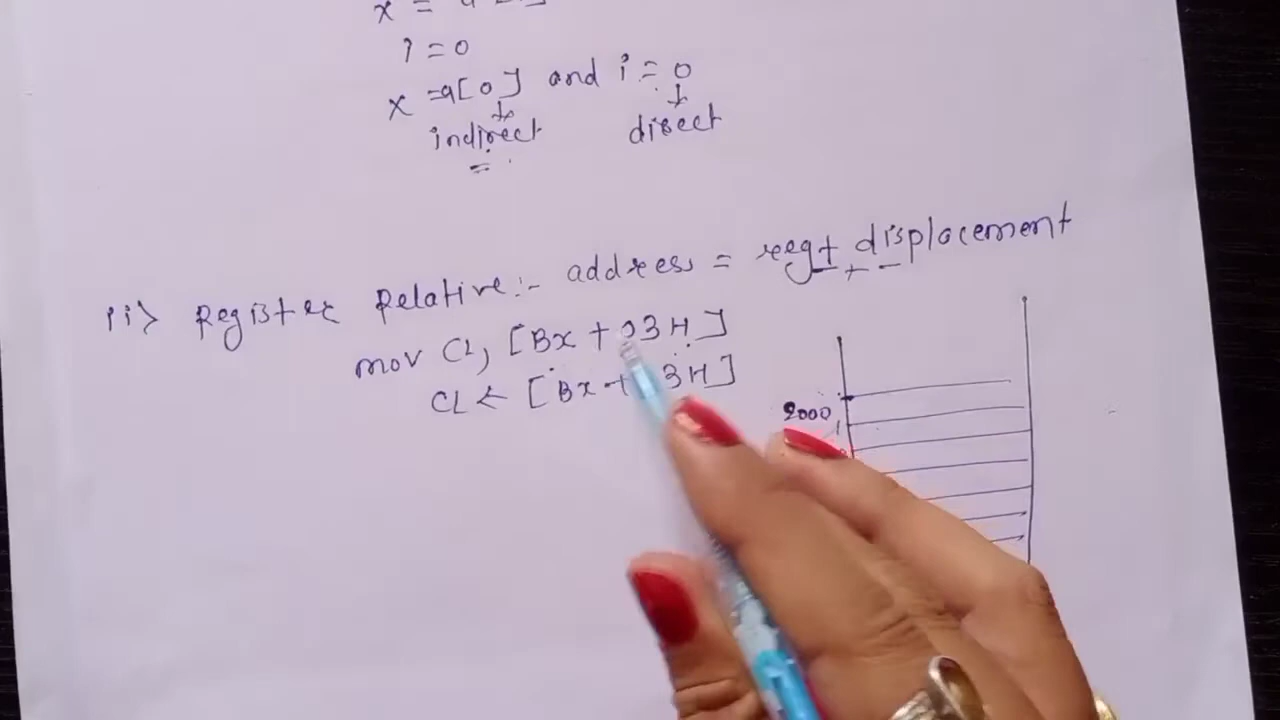 i = 0
x = a[0] and i = 0
indirect direct
ii> Register Relative:- address = reg + displacement
+ -
mov CL, [Bx + 03H]
CL ← [Bx + 03H]
2000